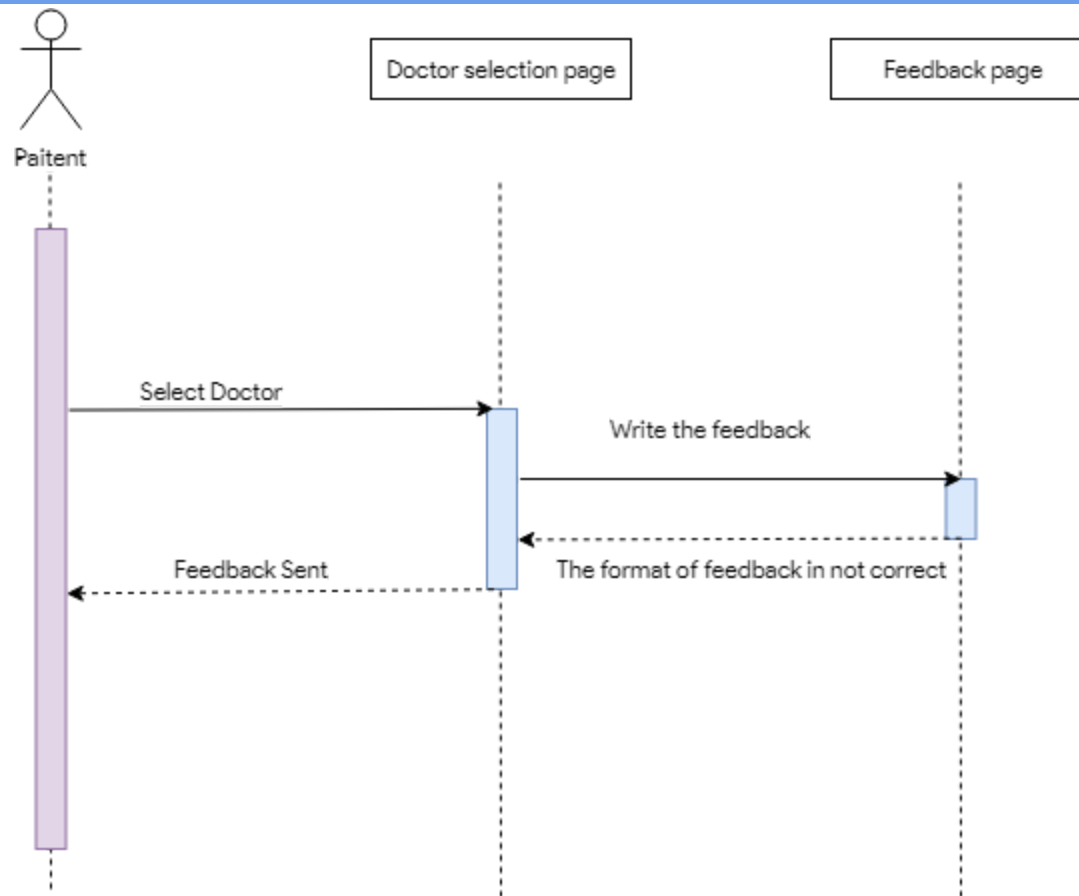 Doctor selection page
Feedback page
Paitent
Select Doctor
Write the feedback
Feedback Sent
The format of feedback in not correct